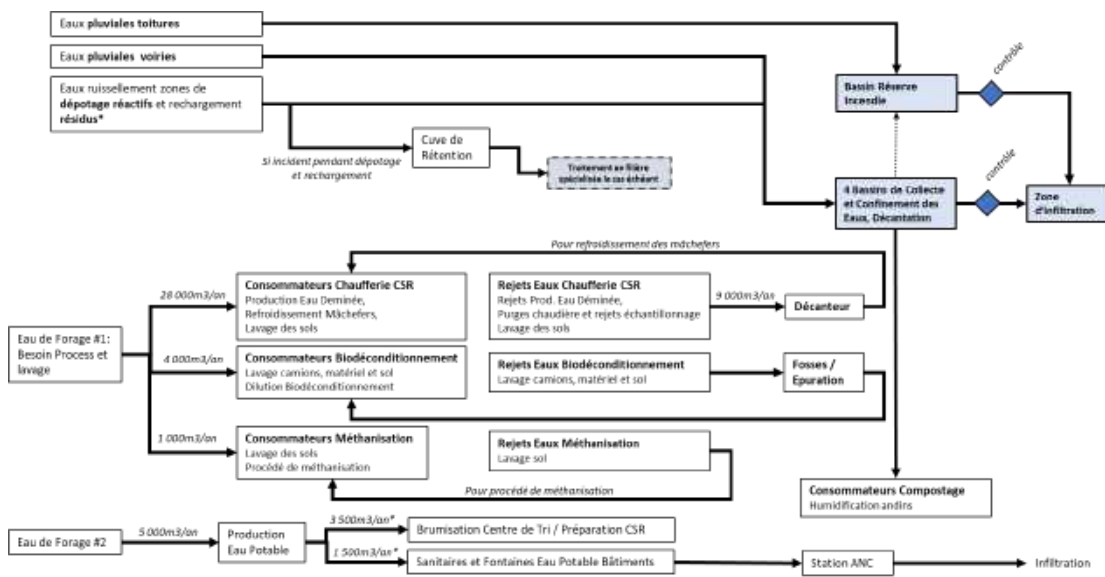 Eaux pluviales toitures
Eaux pluviales voiries
Eaux ruissellement zones de
dépotage réactifs et rechargement
résidus*
Si incident pendant dépotage
et rechargement
Cuve de
Rétention
Traitement en filière
spécialisée le cas échéant
Bassin Réserve
Incendie
contrôle
4 Bassins de Collecte
et Confinement des
Eaux, Décantation
contrôle
Zone
d'Infiltration
Pour refroidissement des mâchefers
Eau de Forage #1:
Besoin Process et
lavage
28 000m3/an
Consommateurs Chaufferie CSR
Production Eau Deminée,
Refroidissement Mâchefers,
Lavage des sols
Rejets Eaux Chaufferie CSR
Rejets Prod. Eau Déminée,
Purges chaudière et rejets échantillonnage
Lavage des sols
9 000m3/an
Décanteur
4 000m3/an
Consommateurs Biodéconditionnement
Lavage camions, matériel et sol
Dilution Biodéconditionnement
Rejets Eaux Biodéconditionnement
Lavage camions, matériel et sol
Fosses /
Epuration
1 000m3/an
Consommateurs Méthanisation
Lavage des sols
Procédé de méthanisation
Rejets Eaux Méthanisation
Lavage sol
Pour procédé de méthanisation
Consommateurs Compostage
Humidification andins
Eau de Forage #2
5 000m3/an
Production
Eau Potable
3 500m3/an*
Brumisation Centre de Tri / Préparation CSR
1 500m3/an*
Sanitaires et Fontaines Eau Potable Bâtiments
Station ANC
Infiltration